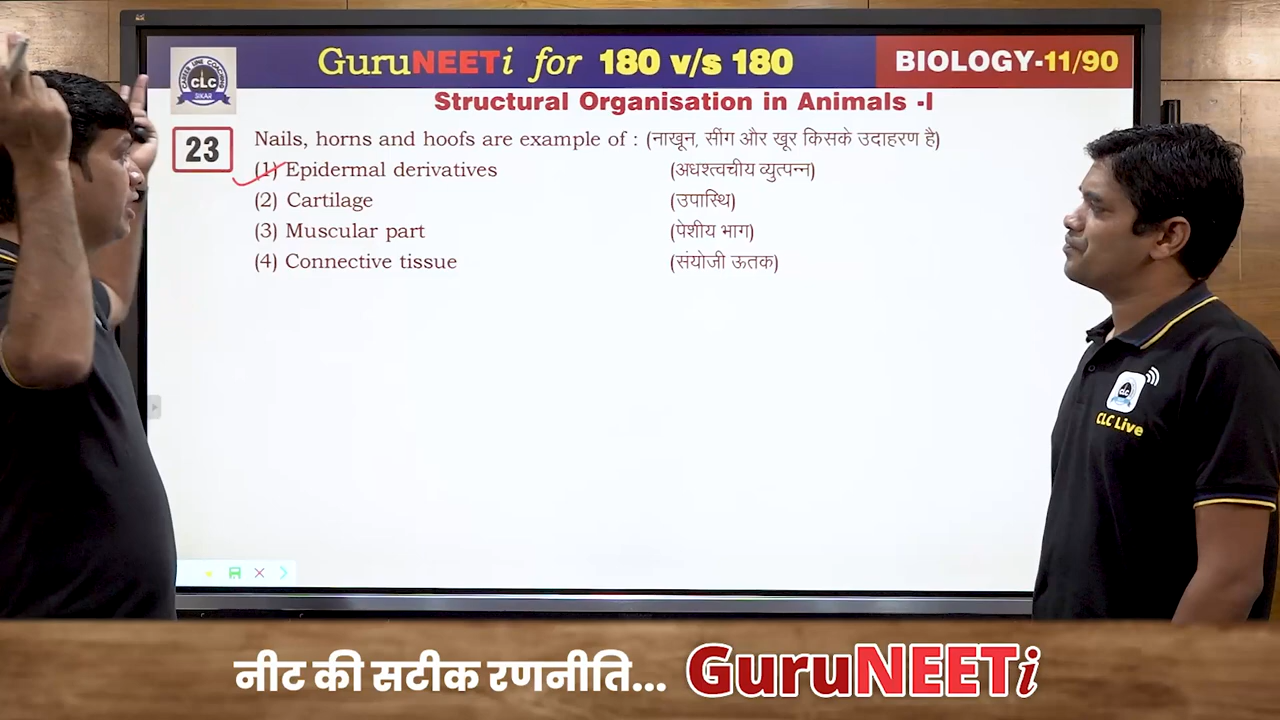 GuruNEETi for 180 v/s 180
BIOLOGY-11/90
CLC
SIKAR
Structural Organisation in Animals -I
23
Nails, horns and hoofs are example of : (नाखून, सींग और खूर किसके उदाहरण है)
(1) Epidermal derivatives (अधश्त्वचीय व्युत्पन्न)
(2) Cartilage (उपास्थि)
(3) Muscular part (पेशीय भाग)
(4) Connective tissue (संयोजी ऊतक)
CLC Live
नीट की सटीक रणनीति... GuruNEETi